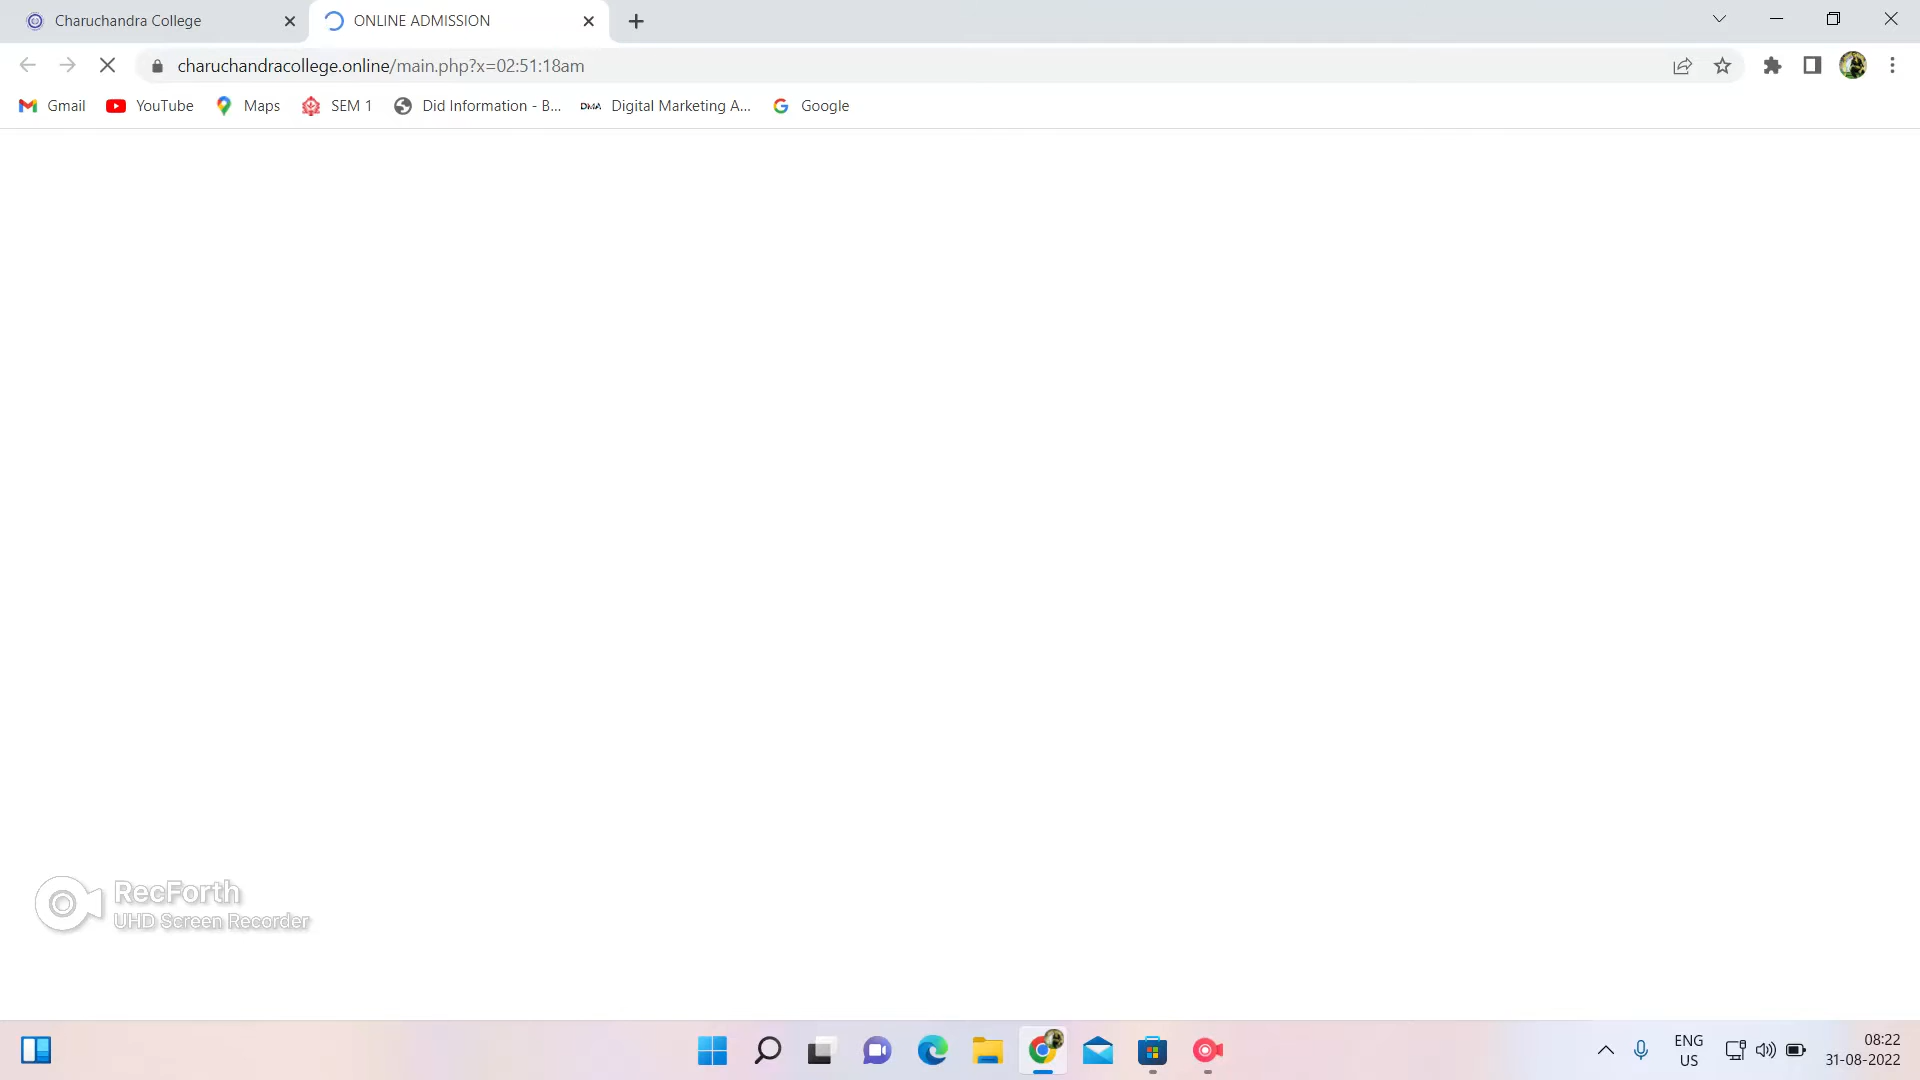 Charuchandra College
ONLINE ADMISSION
charuchandracollege.online/main.php?x=02:51:18am
Gmail YouTube Maps SEM 1 Did Information - B... DMA Digital Marketing A... Google
RecForth
UHD Screen Recorder
ENG
US
08:22
31-08-2022